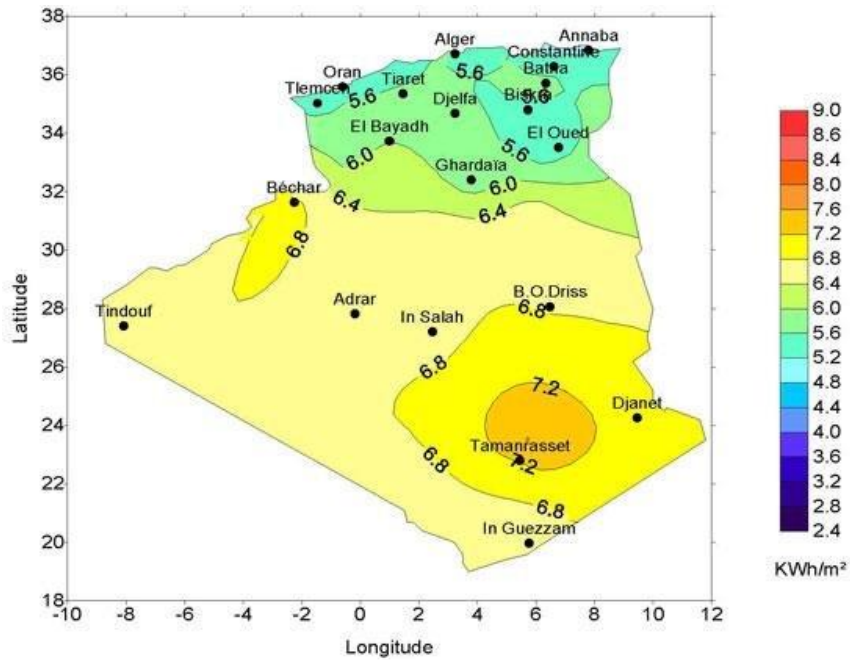 38
36
34
32
30
28
26
24
22
20
18
Latitude
Alger
Annaba
Constantine
Batna
Oran
Tlemcen
Tiaret
Djelfa
Biskra
El Bayadh
El Oued
Ghardaïa
Béchar
Tindouf
Adrar
In Salah
B.O.Driss
Djanet
Tamanrasset
In Guezzam
5.6
5.6
5.6
5.6
6.0
6.0
6.4
6.4
6.8
6.8
6.8
6.8
6.8
7.2
7.2
-10 -8 -6 -4 -2 0 2 4 6 8 10 12
Longitude
9.0
8.6
8.4
8.0
7.6
7.2
6.8
6.4
6.0
5.6
5.2
4.8
4.4
4.0
3.6
3.2
2.8
2.4
KWh/m²